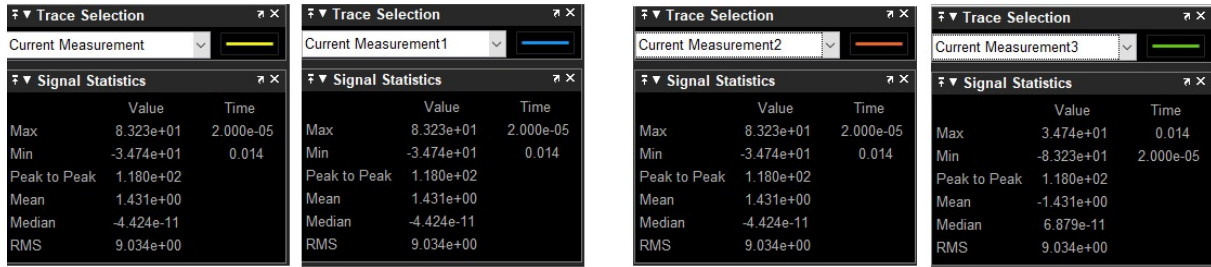 Trace Selection
Current Measurement
Signal Statistics
Value Time
Max 8.323e+01 2.000e-05
Min -3.474e+01 0.014
Peak to Peak 1.180e+02
Mean 1.431e+00
Median -4.424e-11
RMS 9.034e+00
Trace Selection
Current Measurement1
Signal Statistics
Value Time
Max 8.323e+01 2.000e-05
Min -3.474e+01 0.014
Peak to Peak 1.180e+02
Mean 1.431e+00
Median -4.424e-11
RMS 9.034e+00
Trace Selection
Current Measurement2
Signal Statistics
Value Time
Max 8.323e+01 2.000e-05
Min -3.474e+01 0.014
Peak to Peak 1.180e+02
Mean 1.431e+00
Median -4.424e-11
RMS 9.034e+00
Trace Selection
Current Measurement3
Signal Statistics
Value Time
Max 3.474e+01 0.014
Min -8.323e+01 2.000e-05
Peak to Peak 1.180e+02
Mean -1.431e+00
Median 6.879e-11
RMS 9.034e+00